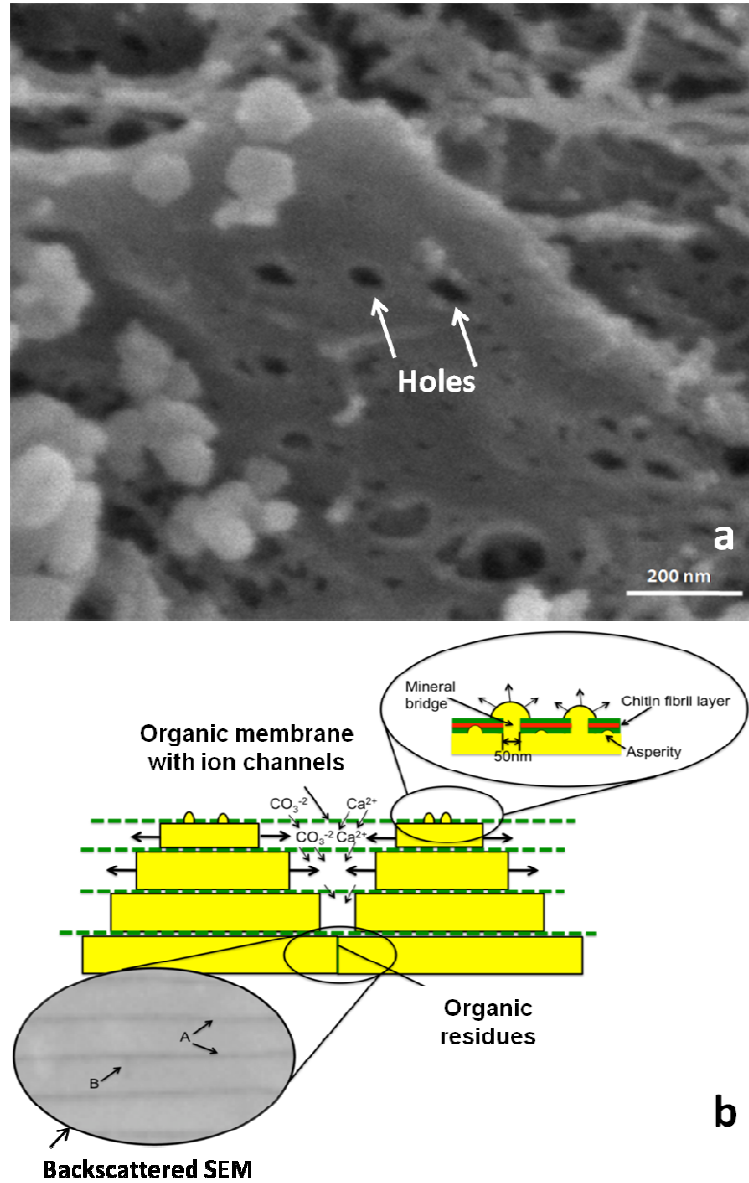 Holes
a
200 nm
Mineral
bridge
Chitin fibril layer
50nm
Asperity
Organic membrane
with ion channels
CO₃⁻² Ca²⁺
CO₃⁻² Ca²⁺
Organic
residues
A
B
b
Backscattered SEM